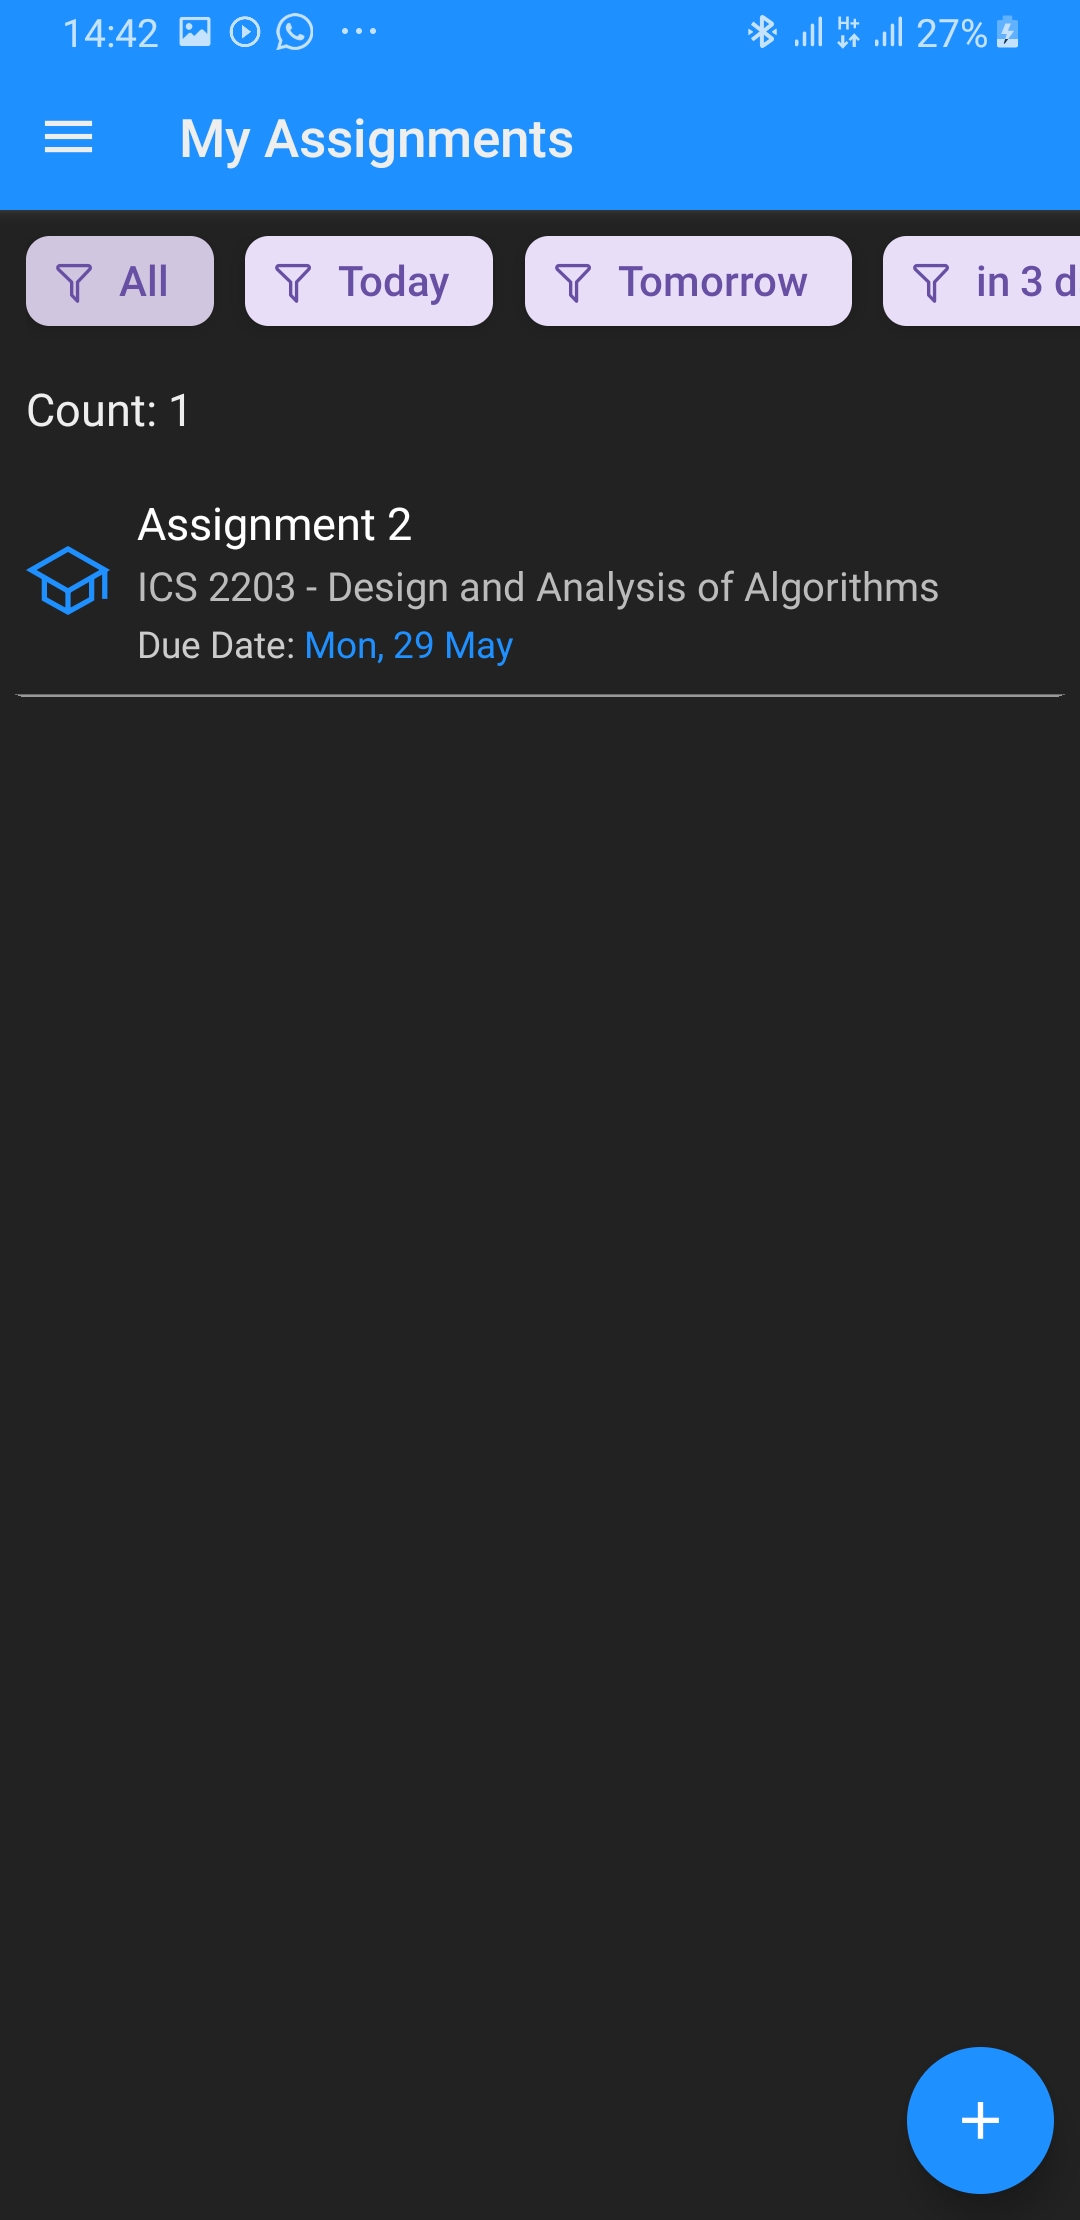 14:42 H+ 27%
My Assignments
All Today Tomorrow in 3 d
Count: 1
Assignment 2
ICS 2203 - Design and Analysis of Algorithms
Due Date: Mon, 29 May